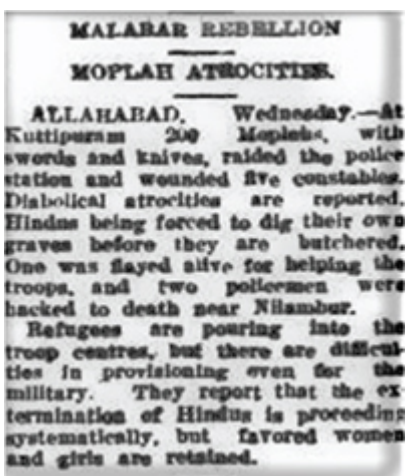 MALABAR REBELLION
MOPLAH ATROCITIES.
ALLAHABAD, Wednesday.—At
Kuttipuram 200 Moplahs, with
swords and knives, raided the police
station and wounded five constables.
Diabolical atrocities are reported,
Hindus being forced to dig their own
graves before they are butchered.
One was flayed alive for helping the
troops, and two policemen were
hacked to death near Nilambur.
Refugees are pouring into the
troop centres, but there are difficul-
ties in provisioning even for the
military. They report that the ex-
termination of Hindus is proceeding
systematically, but favored women
and girls are retained.